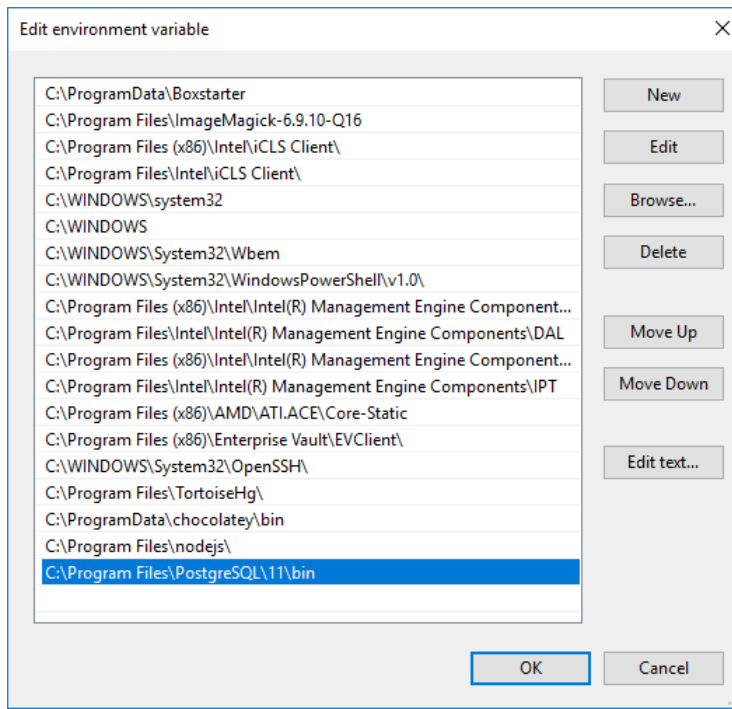 Edit environment variable
C:\ProgramData\Boxstarter
C:\Program Files\ImageMagick-6.9.10-Q16
C:\Program Files (x86)\Intel\iCLS Client\
C:\Program Files\Intel\iCLS Client\
C:\WINDOWS\system32
C:\WINDOWS
C:\WINDOWS\System32\Wbem
C:\WINDOWS\System32\WindowsPowerShell\v1.0\
C:\Program Files (x86)\Intel\Intel(R) Management Engine Component...
C:\Program Files\Intel\Intel(R) Management Engine Components\DAL
C:\Program Files (x86)\Intel\Intel(R) Management Engine Component...
C:\Program Files\Intel\Intel(R) Management Engine Components\IPT
C:\Program Files (x86)\AMD\ATI.ACE\Core-Static
C:\Program Files (x86)\Enterprise Vault\EVClient\
C:\WINDOWS\System32\OpenSSH\
C:\Program Files\TortoiseHg\
C:\ProgramData\chocolatey\bin
C:\Program Files\nodejs\
C:\Program Files\PostgreSQL\11\bin
New
Edit
Browse...
Delete
Move Up
Move Down
Edit text...
OK
Cancel